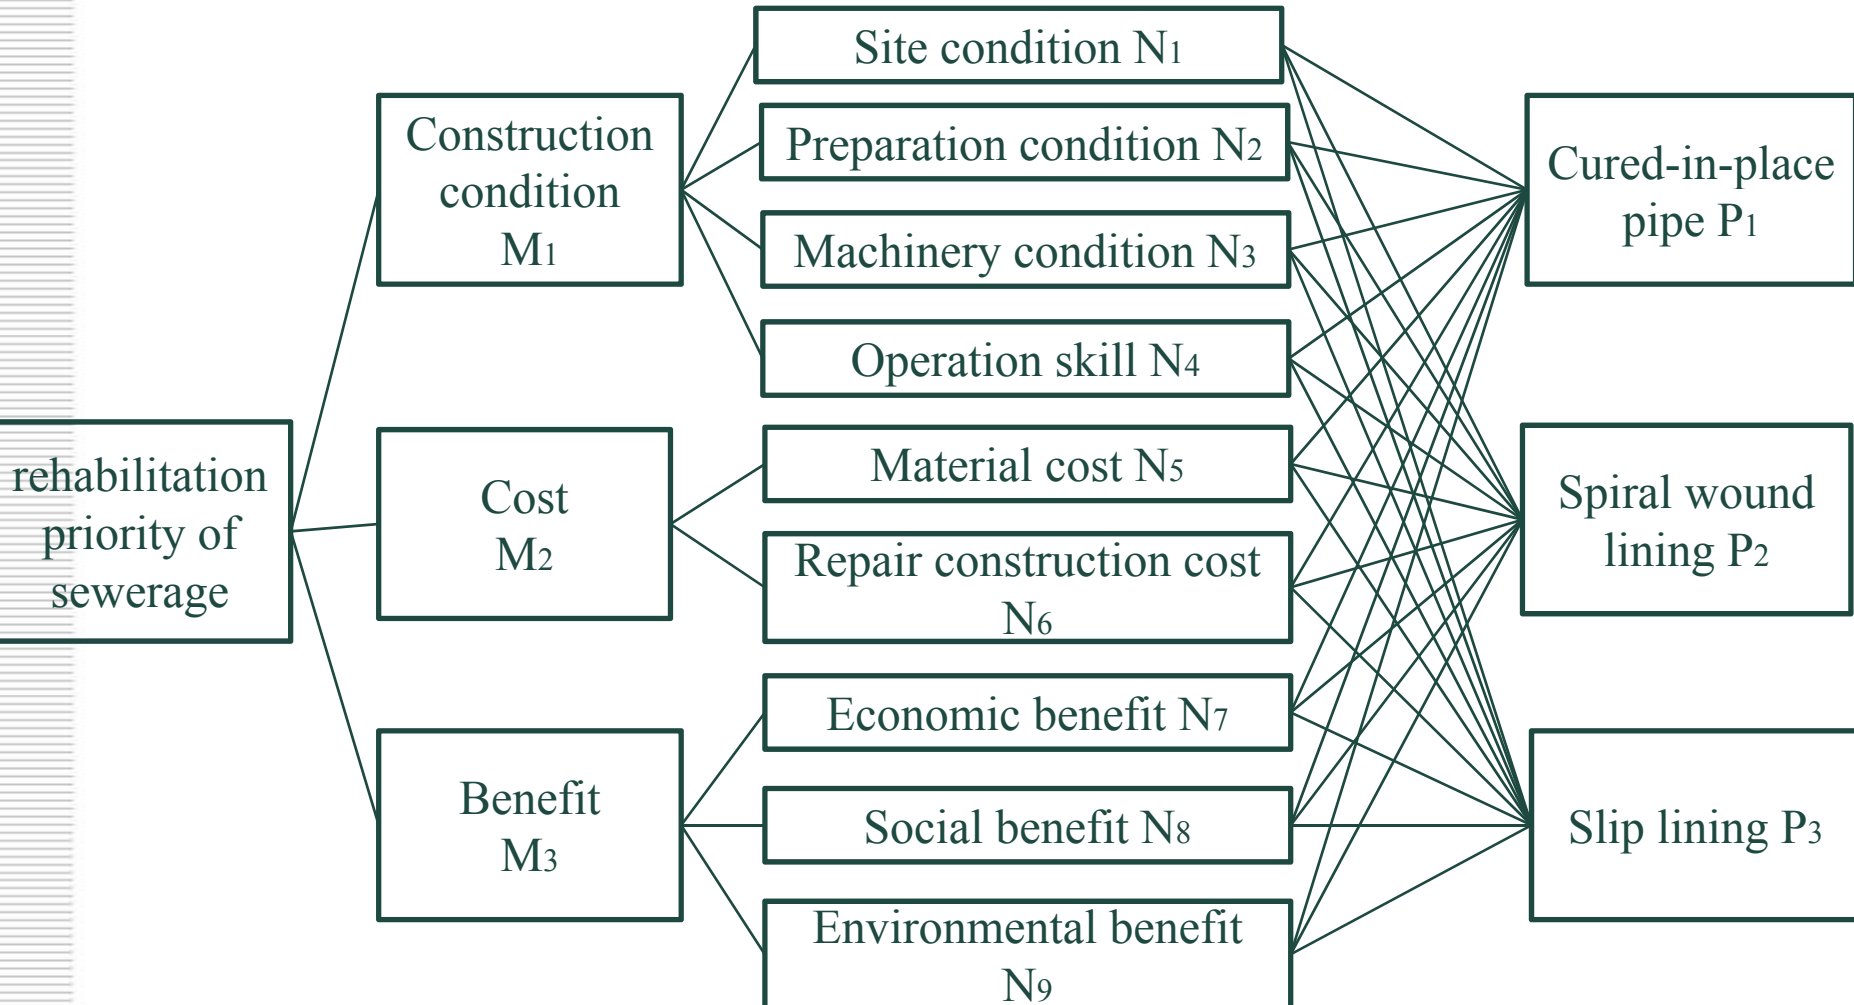 rehabilitation
priority of
sewerage
Construction
condition
M1
Cost
M2
Benefit
M3
Site condition N1
Preparation condition N2
Machinery condition N3
Operation skill N4
Material cost N5
Repair construction cost
N6
Economic benefit N7
Social benefit N8
Environmental benefit
N9
Cured-in-place
pipe P1
Spiral wound
lining P2
Slip lining P3